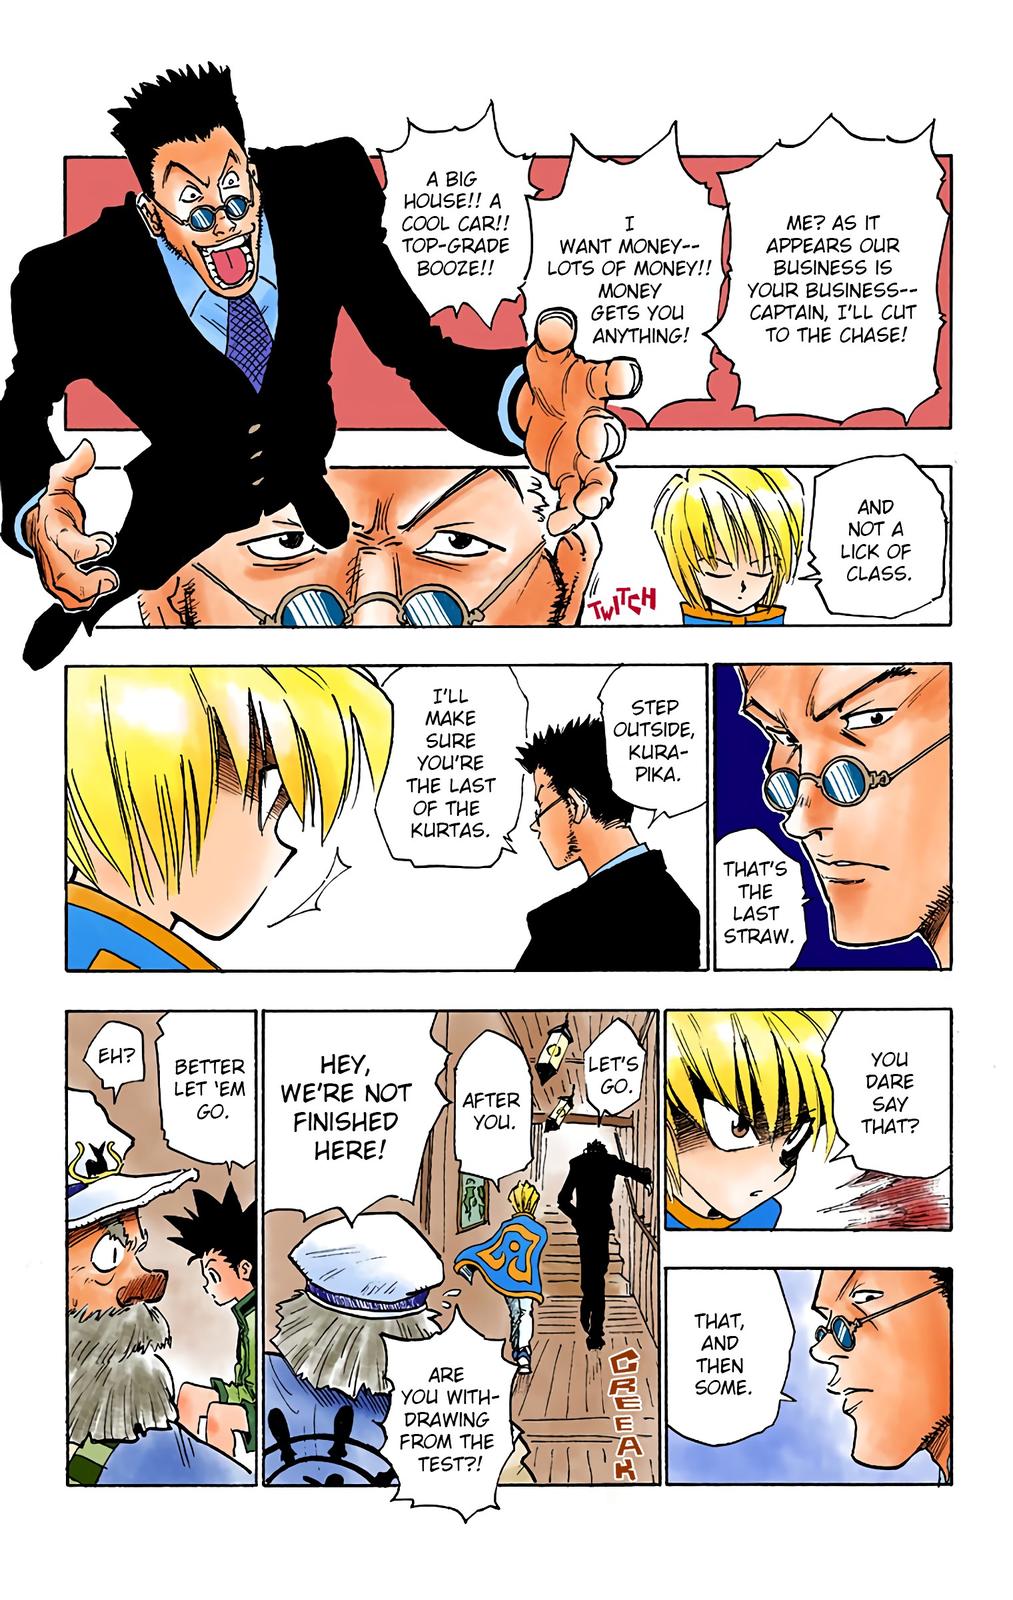 ME? AS IT
APPEARS OUR
BUSINESS IS
YOUR BUSINESS--
CAPTAIN, I'LL CUT
TO THE CHASE!
I
WANT MONEY--
LOTS OF MONEY!!
MONEY
GETS YOU
ANYTHING!
A BIG
HOUSE!! A
COOL CAR!!
TOP-GRADE
BOOZE!!
AND
NOT A
LICK OF
CLASS.
TWITCH
THAT'S
THE
LAST
STRAW.
STEP
OUTSIDE,
KURA-
PIKA.
I'LL
MAKE
SURE
YOU'RE
THE LAST
OF THE
KURTAS.
YOU
DARE
SAY
THAT?
THAT,
AND
THEN
SOME.
LET'S
GO.
AFTER
YOU.
CREEAK
HEY,
WE'RE NOT
FINISHED
HERE!
ARE
YOU WITH-
DRAWING
FROM THE
TEST?!
BETTER
LET 'EM
GO.
EH?